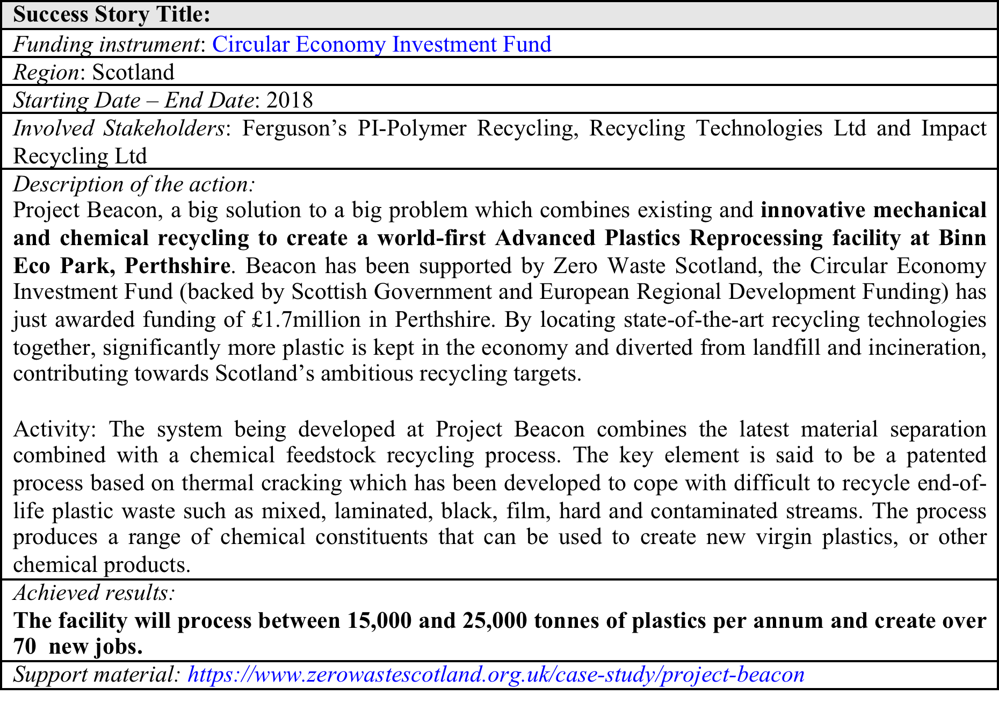 Success Story Title:
Funding instrument: Circular Economy Investment Fund
Region: Scotland
Starting Date – End Date: 2018
Involved Stakeholders: Ferguson’s PI-Polymer Recycling, Recycling Technologies Ltd and Impact
Recycling Ltd
Description of the action:
Project Beacon, a big solution to a big problem which combines existing and innovative mechanical
and chemical recycling to create a world-first Advanced Plastics Reprocessing facility at Binn
Eco Park, Perthshire. Beacon has been supported by Zero Waste Scotland, the Circular Economy
Investment Fund (backed by Scottish Government and European Regional Development Funding) has
just awarded funding of £1.7million in Perthshire. By locating state-of-the-art recycling technologies
together, significantly more plastic is kept in the economy and diverted from landfill and incineration,
contributing towards Scotland’s ambitious recycling targets.
Activity: The system being developed at Project Beacon combines the latest material separation
combined with a chemical feedstock recycling process. The key element is said to be a patented
process based on thermal cracking which has been developed to cope with difficult to recycle end-of-
life plastic waste such as mixed, laminated, black, film, hard and contaminated streams. The process
produces a range of chemical constituents that can be used to create new virgin plastics, or other
chemical products.
Achieved results:
The facility will process between 15,000 and 25,000 tonnes of plastics per annum and create over
70  new jobs.
Support material: https://www.zerowastescotland.org.uk/case-study/project-beacon